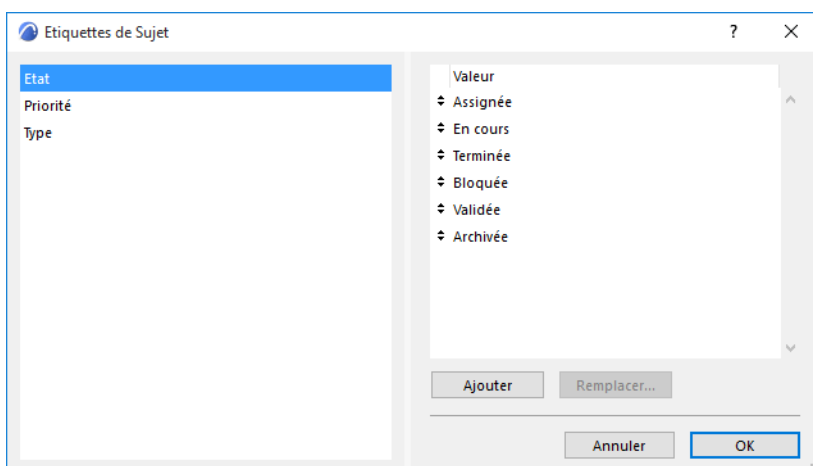 Etiquettes de Sujet
?
Etat
Priorité
Type
Valeur
Assignée
En cours
Terminée
Bloquée
Validée
Archivée
Ajouter
Remplacer...
Annuler
OK